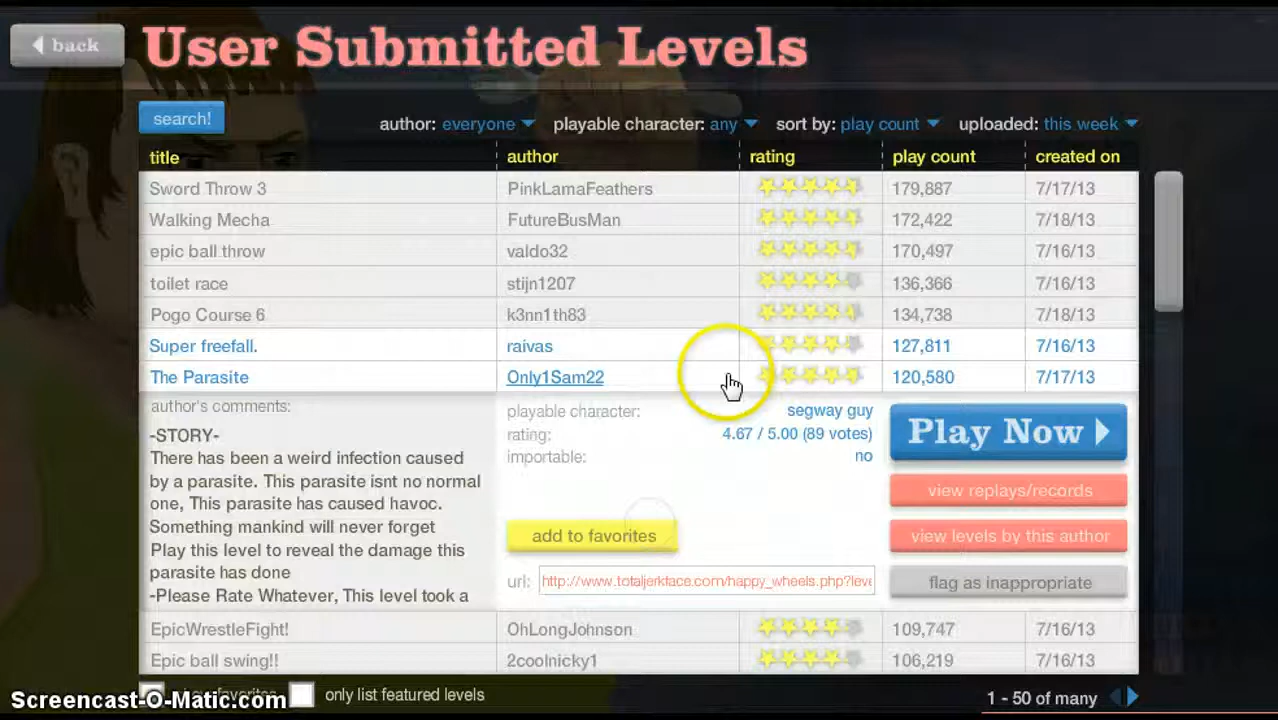 back
User Submitted Levels
search!
author: everyone playable character: any sort by: play count uploaded: this week
title author rating play count created on
Sword Throw 3 PinkLamaFeathers 179,887 7/17/13
Walking Mecha FutureBusMan 172,422 7/18/13
epic ball throw valdo32 170,497 7/16/13
toilet race stijn1207 136,366 7/16/13
Pogo Course 6 k3nn1th83 134,738 7/18/13
Super freefall. raívas 127,811 7/16/13
The Parasite Only1Sam22 120,580 7/17/13
author's comments:
-STORY-
There has been a weird infection caused
by a parasite. This parasite isnt no normal
one, This parasite has caused havoc.
Something mankind will never forget
Play this level to reveal the damage this
parasite has done
-Please Rate Whatever, This level took a
playable character: segway guy
rating: 4.67 / 5.00 (89 votes)
importable: no
add to favorites
url: http://www.totaljerkface.com/happy_wheels.php?leve
Play Now
view replays/records
view levels by this author
flag as inappropriate
EpicWrestleFight! OhLongJohnson 109,747 7/16/13
Epic ball swing!! 2coolnicky1 106,219 7/16/13
only list featured levels
1 - 50 of many
Screencast-O-Matic.com